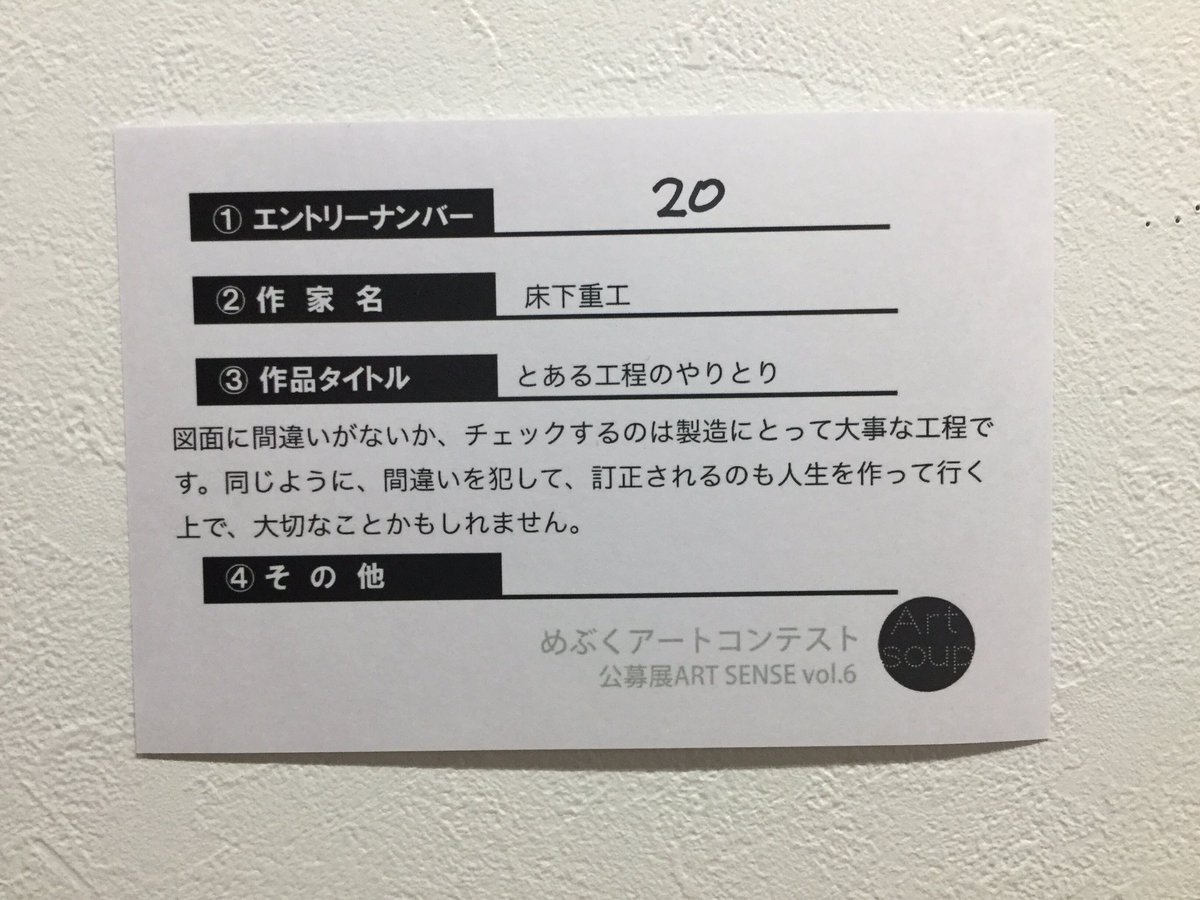 ① エントリーナンバー 20
② 作家名 床下重工
③ 作品タイトル とある工程のやりとり
図面に間違いがないか、チェックするのは製造にとって大事な工程で
す。同じように、間違いを犯して、訂正されるのも人生を作って行く
上で、大切なことかもしれません。
④ その他
めぶくアートコンテスト
公募展ART SENSE vol.6
Art
soup